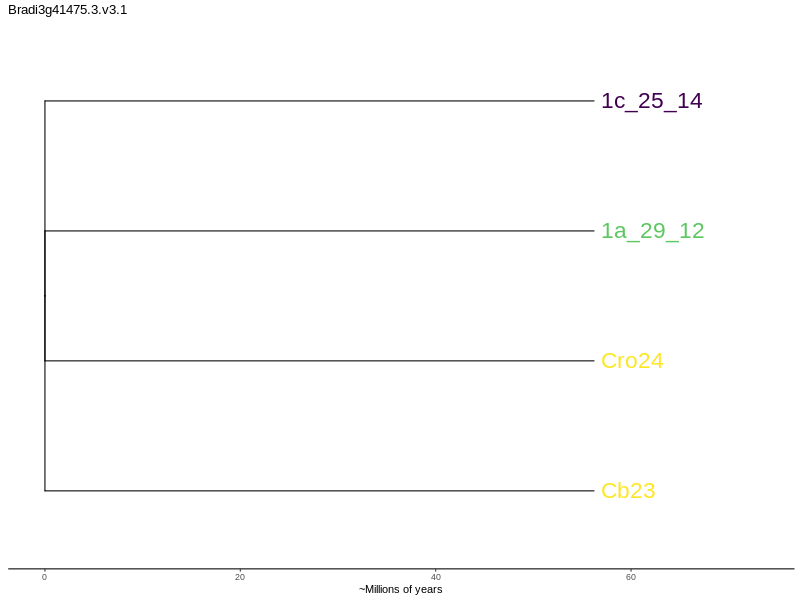 Bradi3g41475.3.v3.1
1c_25_14
1a_29_12
Cro24
Cb23
0 20 40 60
~Millions of years